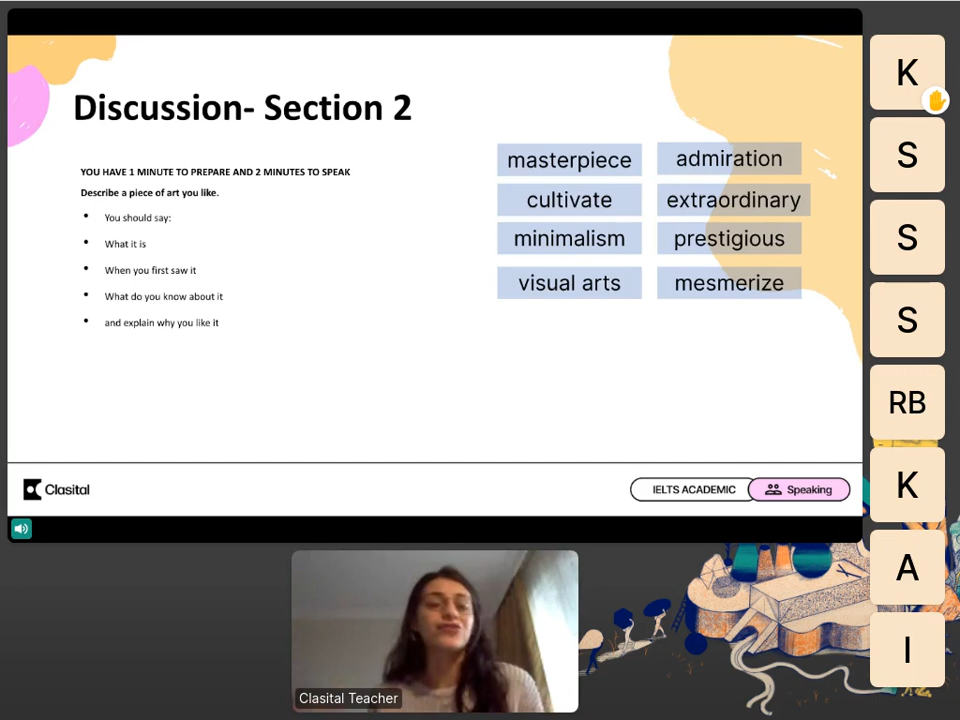 Discussion- Section 2
YOU HAVE 1 MINUTE TO PREPARE AND 2 MINUTES TO SPEAK
Describe a piece of art you like.
• You should say:
• What it is
• When you first saw it
• What do you know about it
• and explain why you like it
masterpiece
admiration
cultivate
extraordinary
minimalism
prestigious
visual arts
mesmerize
Clasital
IELTS ACADEMIC
Speaking
Clasital Teacher
K
S
S
S
RB
K
A
I